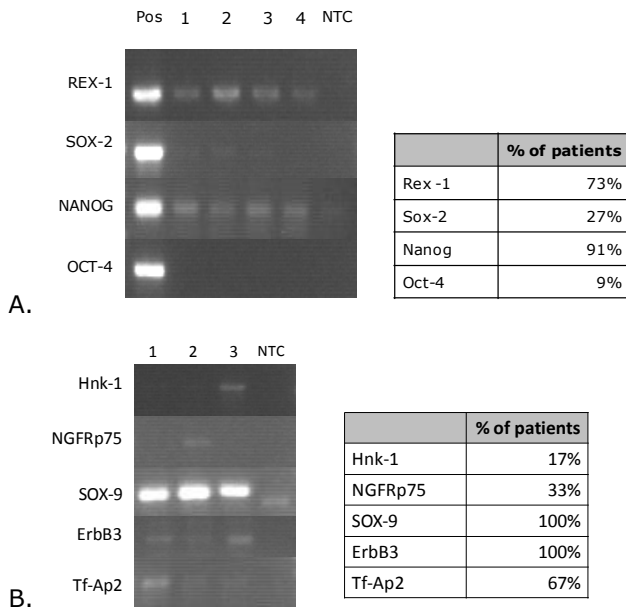 Pos 1 2 3 4 NTC
REX-1
SOX-2
NANOG
OCT-4
% of patients
Rex -1 73%
Sox-2 27%
Nanog 91%
Oct-4 9%
A.
1 2 3 NTC
Hnk-1
NGFRp75
SOX-9
ErbB3
Tf-Ap2
% of patients
Hnk-1 17%
NGFRp75 33%
SOX-9 100%
ErbB3 100%
Tf-Ap2 67%
B.